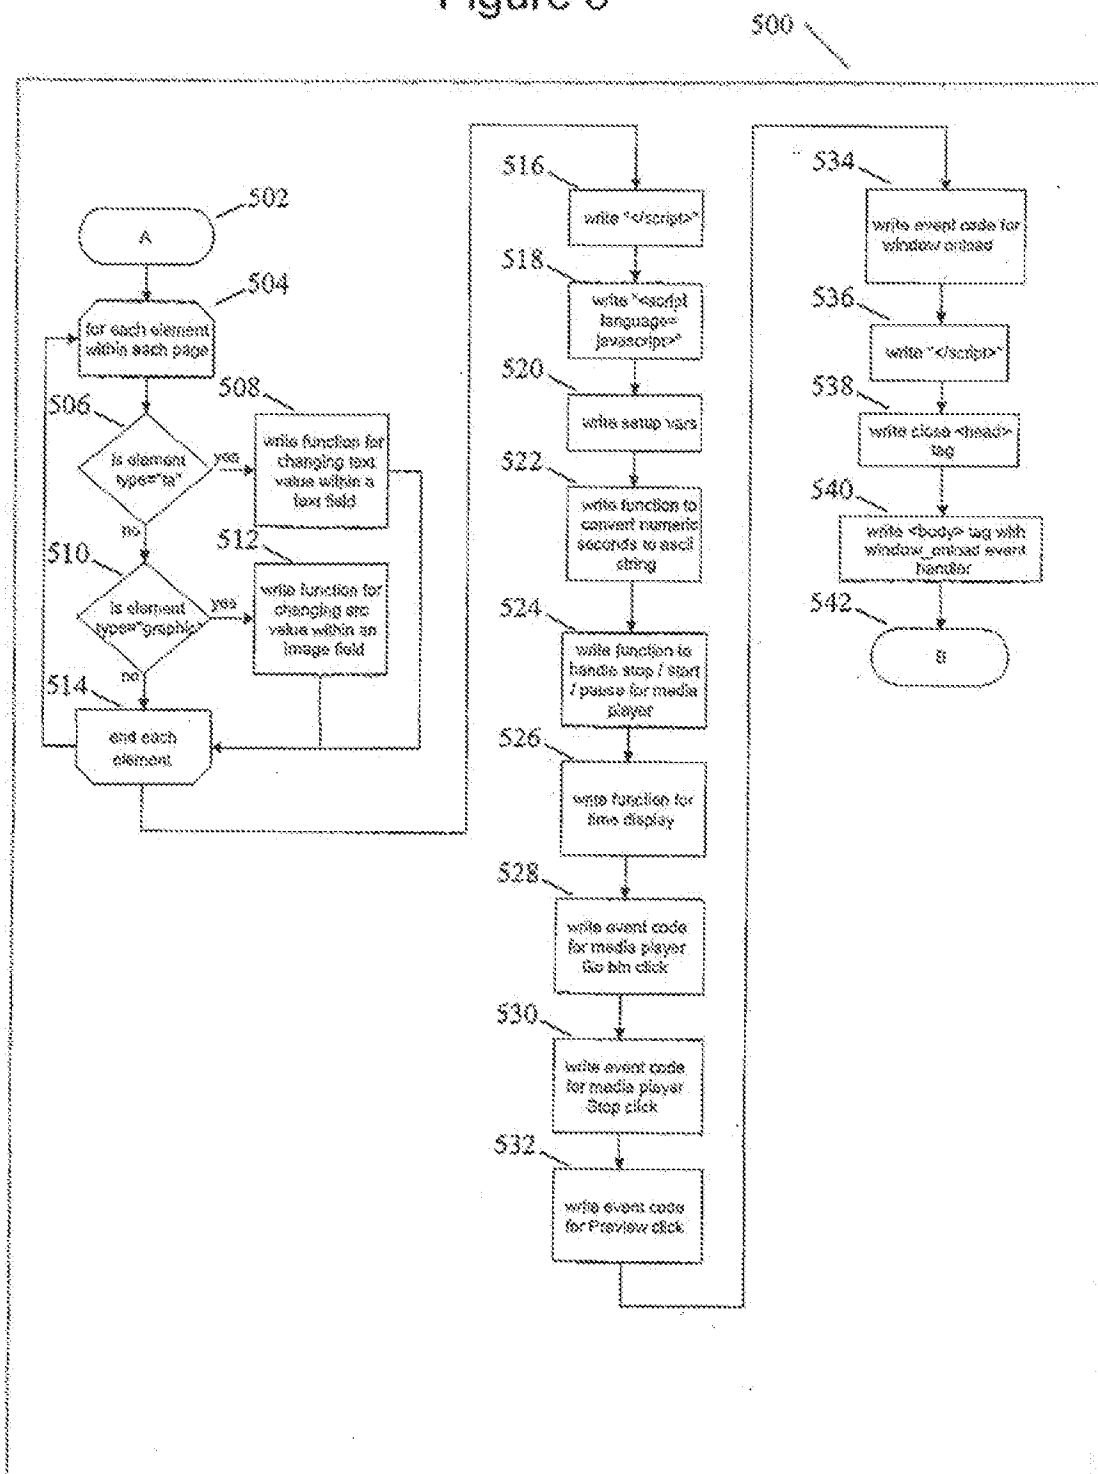 500
502
A
504
for each element
within each page
506
is element
type="ta"
yes
no
508
write function for
changing text
value within a
text field
510
is element
type="graphic
yes
no
512
write function for
changing src
value within an
image field
514
end each
element
516
write "</script>"
518
write "<script
language=
javascript>"
520
write setup vars
522
write function to
convert numeric
seconds to ascii
string
524
write function to
handle stop / start
/ pause for media
player
526
write function for
time display
528
write event code
for media player
Go btn click
530
write event code
for media player
Stop click
532
write event code
for Preview click
534
write event code for
window onload
536
write "</script>"
538
write close <head>
tag
540
write <body> tag with
window_onload event
handler
542
B